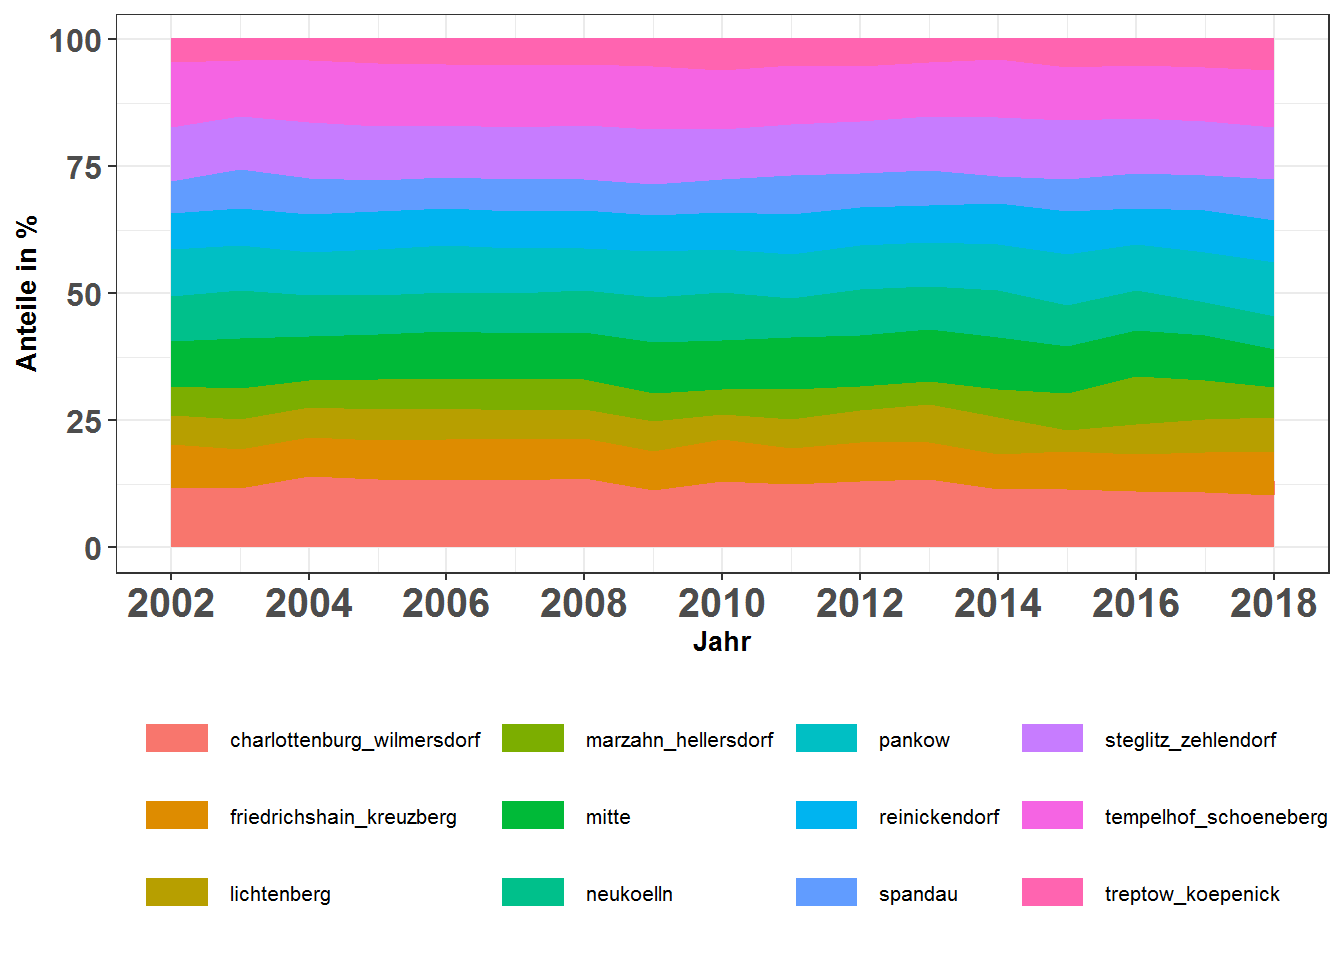 100
75
50
25
0
Anteile in %
2002 2004 2006 2008 2010 2012 2014 2016 2018
Jahr
charlottenburg_wilmersdorf marzahn_hellersdorf pankow steglitz_zehlendorf
friedrichshain_kreuzberg mitte reinickendorf tempelhof_schoeneberg
lichtenberg neukoelln spandau treptow_koepenick